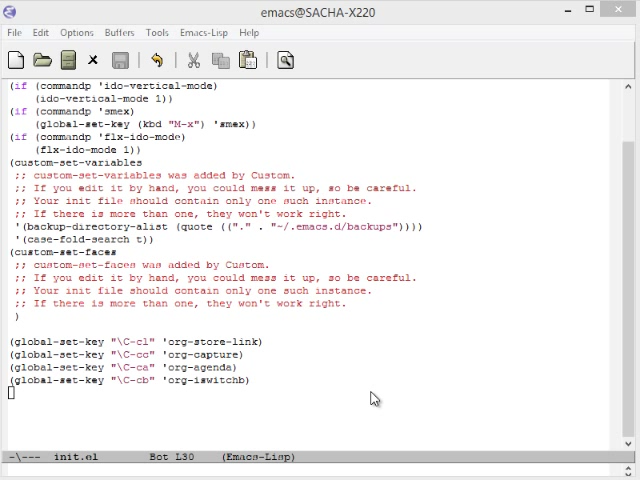 emacs@SACHA-X220
File Edit Options Buffers Tools Emacs-Lisp Help
(if (commandp 'ido-vertical-mode)
    (ido-vertical-mode 1))
(if (commandp 'smex)
    (global-set-key (kbd "M-x") 'smex))
(if (commandp 'flx-ido-mode)
    (flx-ido-mode 1))
(custom-set-variables
 ;; custom-set-variables was added by Custom.
 ;; If you edit it by hand, you could mess it up, so be careful.
 ;; Your init file should contain only one such instance.
 ;; If there is more than one, they won't work right.
 '(backup-directory-alist (quote (("." . "~/.emacs.d/backups"))))
 '(case-fold-search t))
(custom-set-faces
 ;; custom-set-faces was added by Custom.
 ;; If you edit it by hand, you could mess it up, so be careful.
 ;; Your init file should contain only one such instance.
 ;; If there is more than one, they won't work right.
 )
(global-set-key "\C-cl" 'org-store-link)
(global-set-key "\C-cc" 'org-capture)
(global-set-key "\C-ca" 'org-agenda)
(global-set-key "\C-cb" 'org-iswitchb)
-\--- init.el Bot L30 (Emacs-Lisp)